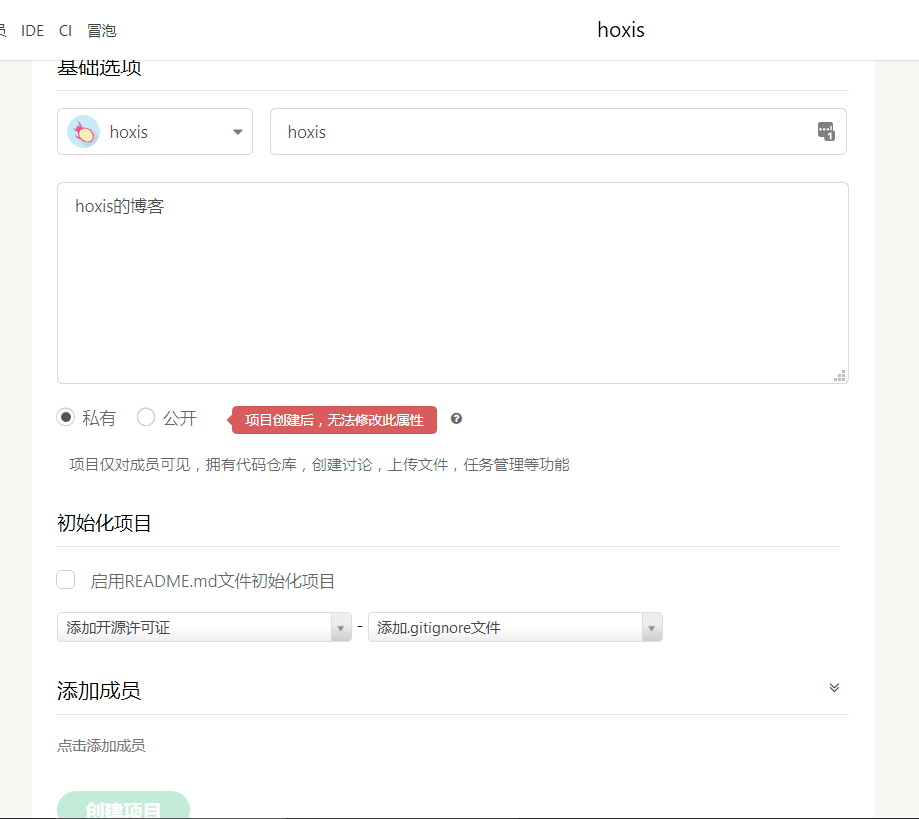 员 IDE CI 冒泡 hoxis
基础选项
hoxis hoxis
hoxis的博客
私有 公开 项目创建后，无法修改此属性
项目仅对成员可见，拥有代码仓库，创建讨论，上传文件，任务管理等功能
初始化项目
启用README.md文件初始化项目
添加开源许可证 - 添加.gitignore文件
添加成员
点击添加成员
创建项目